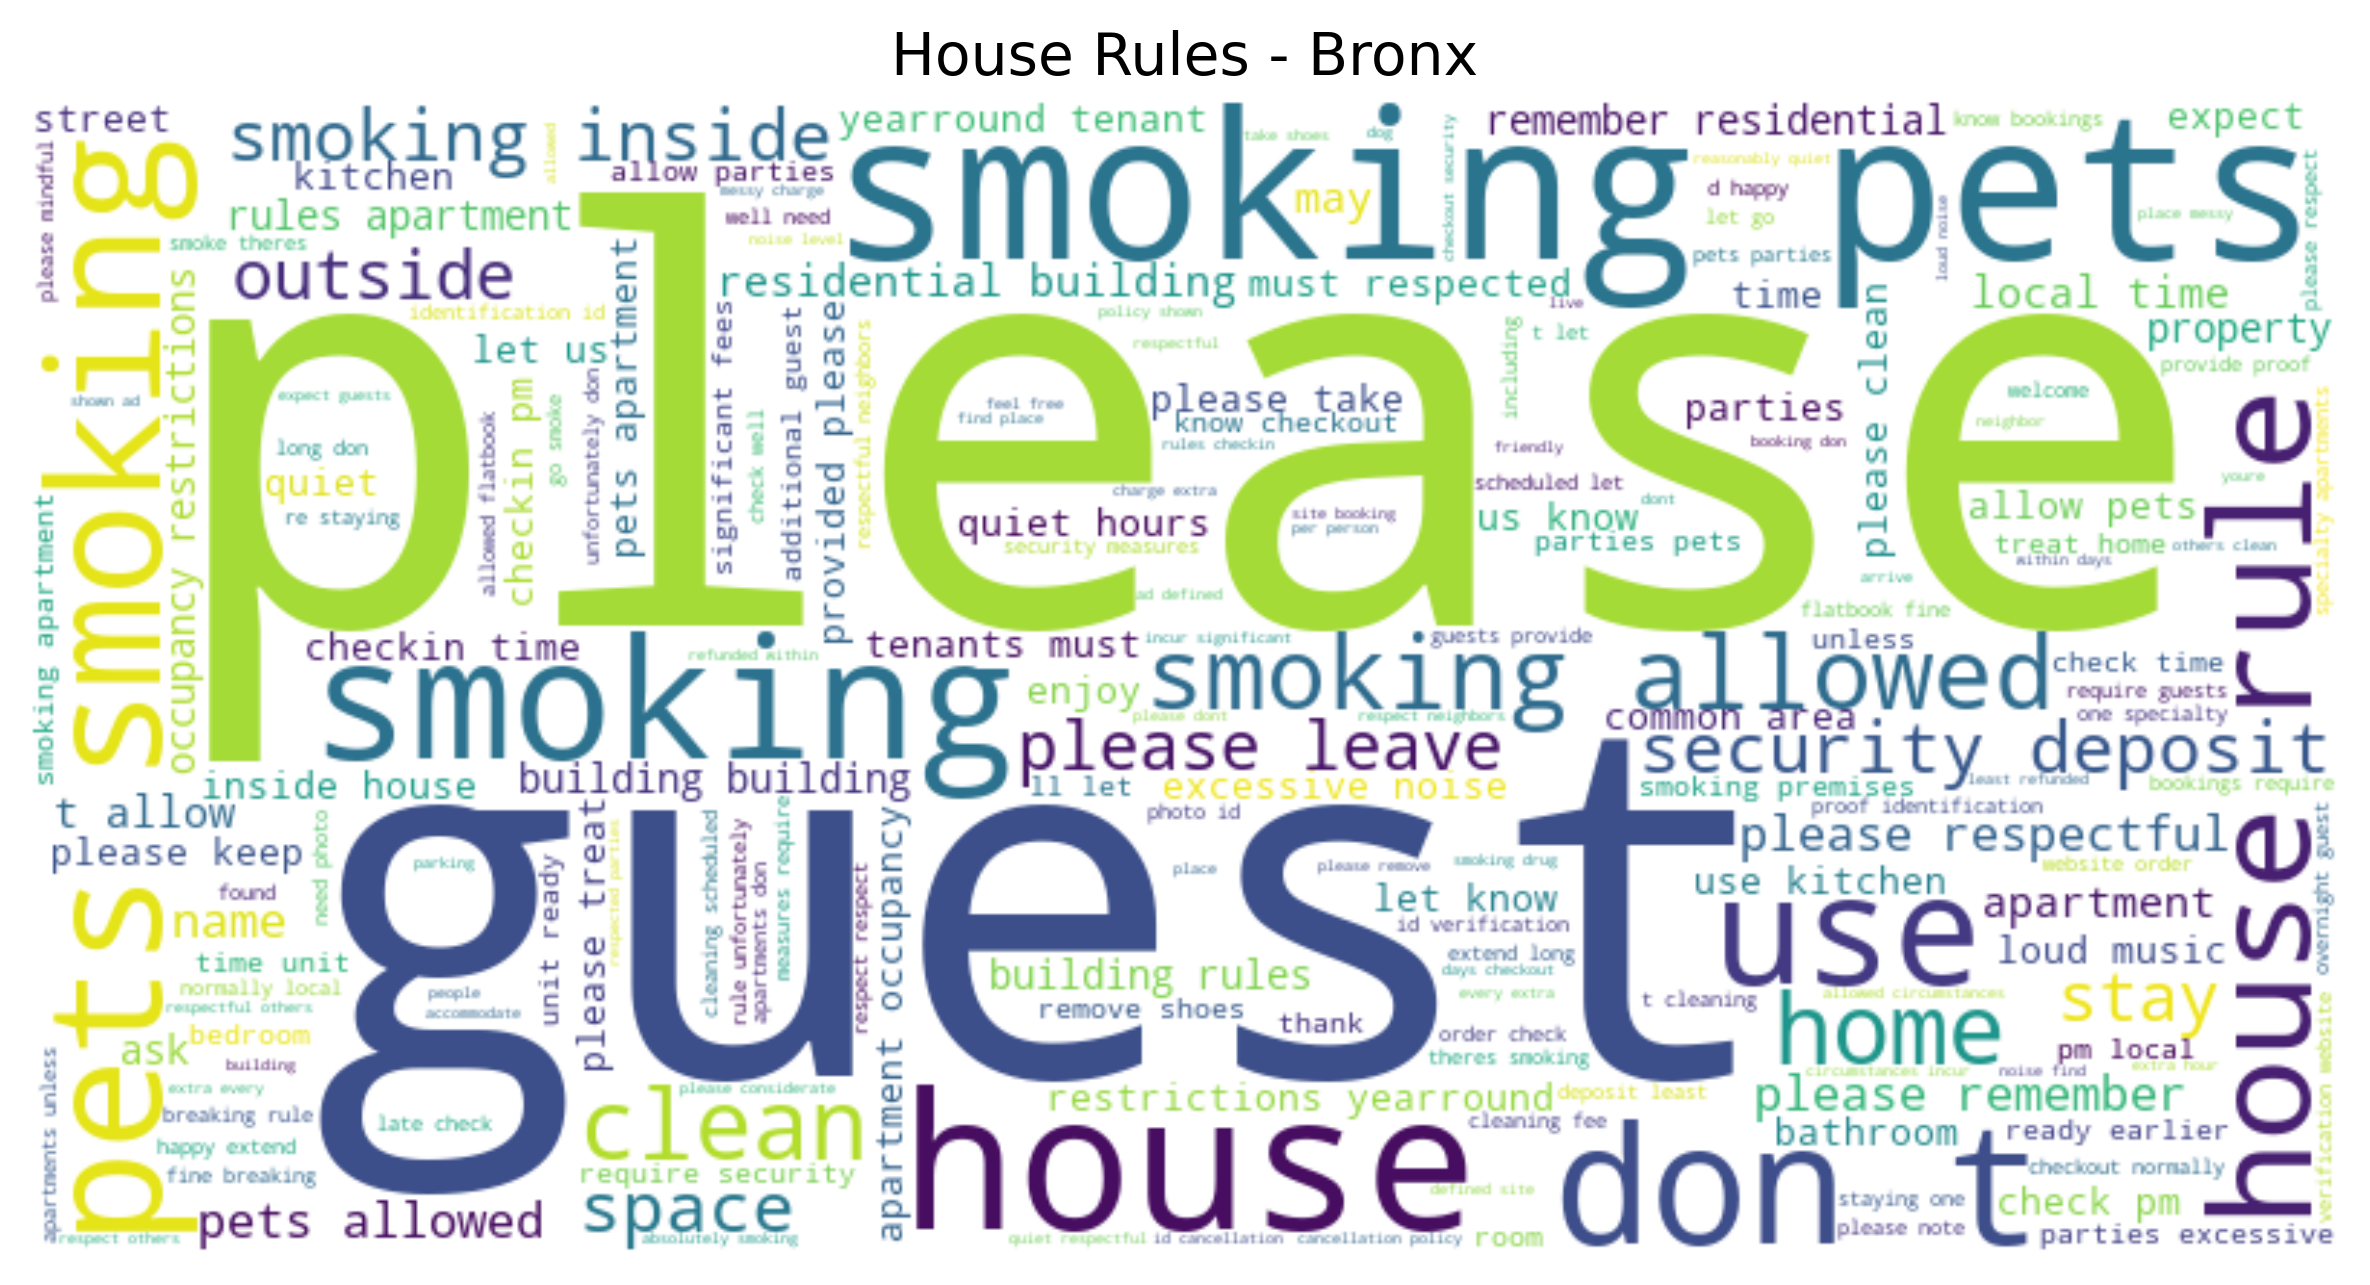 House Rules - Bronx
street
smoking inside
yearround tenant
smoking pets
remember residential
know bookings
expect
please mindful
pets smoking
kitchen
allowed
allow parties
messy charge
take shoes
dog
checkout security
reasonably quiet
may
d happy
let go
loud noise
place messy
please respect
rules apartment
well need
noise level
smoke theres
outside
pets apartment
residential building
must respected
pets parties
time
local time
live
identification id
policy shown
respectful
t let
property
provide proof
let us
occupancy restrictions
significant fees
additional guest
provided please
respectful neighbors
including
please clean
please
shown ad
expect guests
feel free
find place
please take
know checkout
rules checkin
parties
booking don
friendly
welcome
neighbor
house rule
specialty apartments
long don
quiet
re staying
allowed flatbook
checkin pm
go smoke
unfortunately don
check well
charge extra
scheduled let
dont
youre
quiet hours
site booking
per person
security measures
us know
parties pets
allow pets
treat home
others clean
within days
arrive
flatbook fine
ad defined
smoking apartment
checkin time
smoking
refunded within
tenants must
incur significant
guests provide
unless
smoking allowed
check time
enjoy
require guests
please dont
respect neighbors
common area
one specialty
please leave
security deposit
inside house
building building
ll let
excessive noise
smoking premises
least refunded
bookings require
t allow
photo id
proof identification
please keep
need photo
guest
please treat
respected parties
unit ready
cleaning scheduled
rule unfortunately
apartments don
measures require
respect respect
apartment occupancy
parking
place
please remove
smoking drug
please respectful
website order
overnight guest
found
name
let know
use kitchen
use
apartment
id verification
time unit
normally local
respectful others
people
accommodate
building rules
extend long
days checkout
every extra
loud music
remove shoes
thank
t cleaning
allowed circumstances
stay
ask
bedroom
building
order check
theres smoking
home
pm local
circumstances incur
noise find
extra hour
apartments unless
extra every
please considerate
restrictions yearround
deposit least
please remember
breaking rule
late check
clean
cleaning fee
bathroom
ready earlier
happy extend
fine breaking
require security
house
don t
checkout normally
verification website
defined site
staying one
check pm
pets allowed
space
please note
respect others
absolutely smoking
quiet respectful
id cancellation
cancellation policy
room
parties excessive